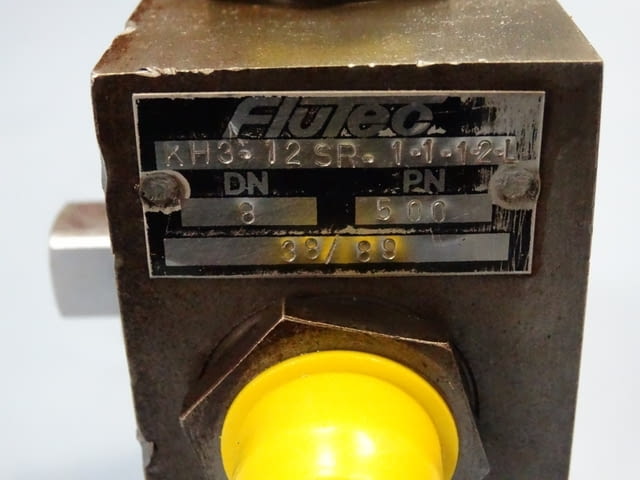 FLUTEC
KH3-12SR-1-1-12-L
DN PN
8 500
38/89